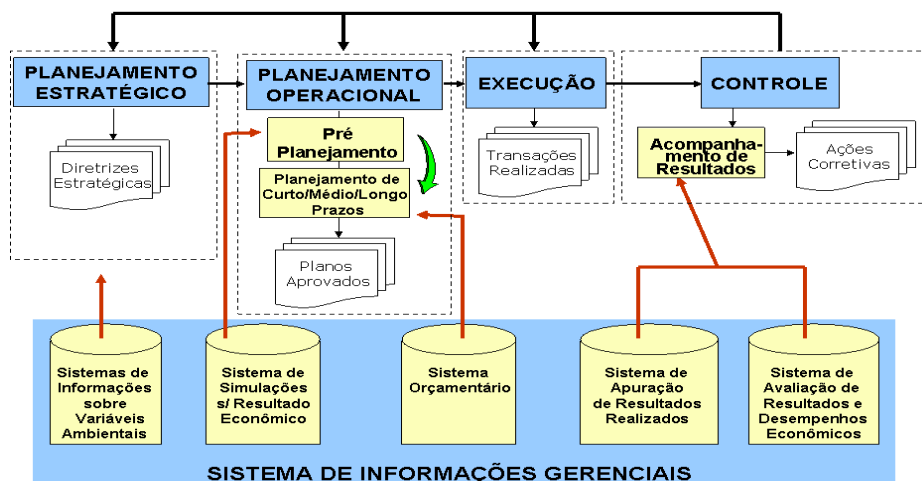 PLANEJAMENTO
ESTRATÉGICO
PLANEJAMENTO
OPERACIONAL
EXECUÇÃO
CONTROLE
Diretrizes
Estratégicas
Pré
Planejamento
Planejamento de
Curto/Médio/Longo
Prazos
Planos
Aprovados
Transações
Realizadas
Acompanha-
mento de
Resultados
Ações
Corretivas
Sistemas de
Informações
sobre
Variáveis
Ambientais
Sistema de
Simulações
s/ Resultado
Econômico
Sistema
Orçamentário
Sistema de
Apuração
de Resultados
Realizados
Sistema de
Avaliação de
Resultados e
Desempenhos
Econômicos
SISTEMA DE INFORMAÇÕES GERENCIAIS